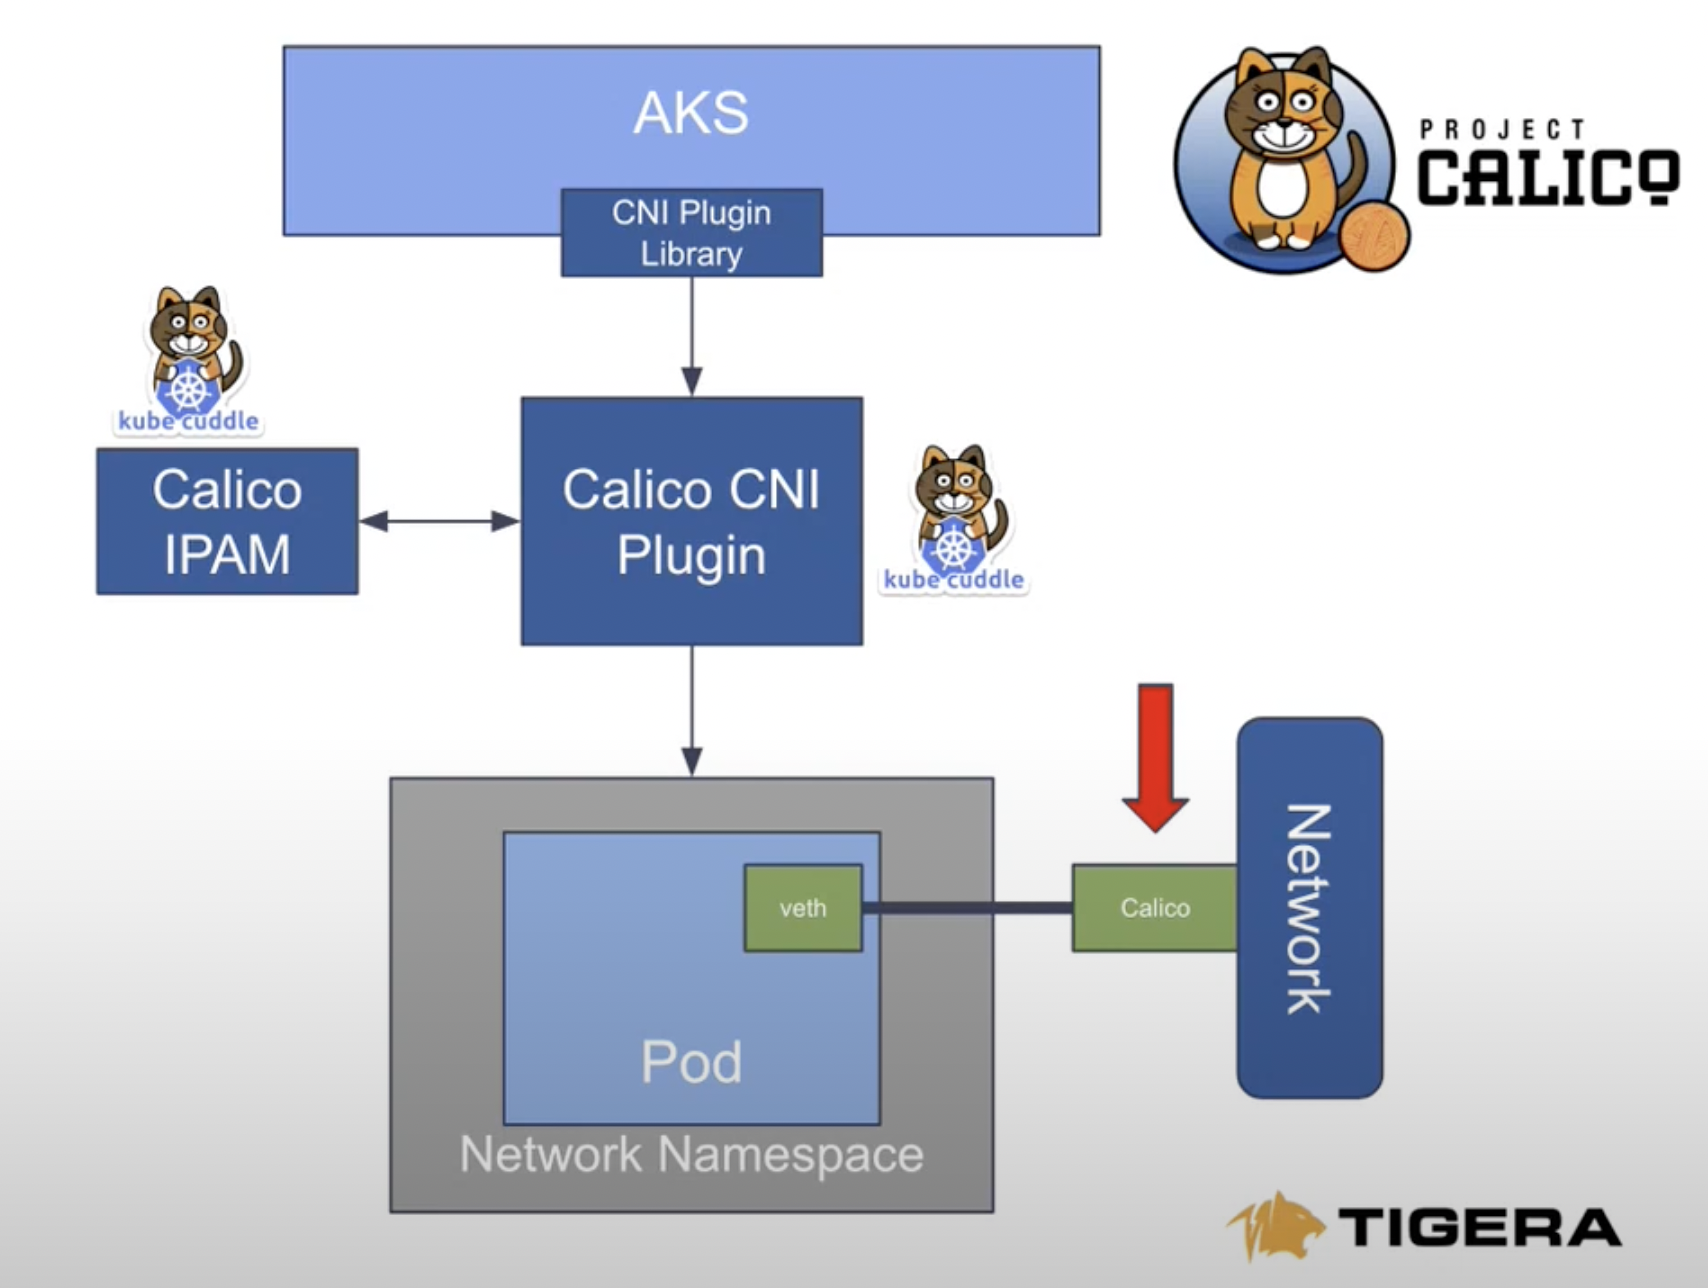 AKS
CNI Plugin
Library
PROJECT
CALICO
kube cuddle
Calico
IPAM
Calico CNI
Plugin
kube cuddle
veth
Calico
Network
Pod
Network Namespace
TIGERA